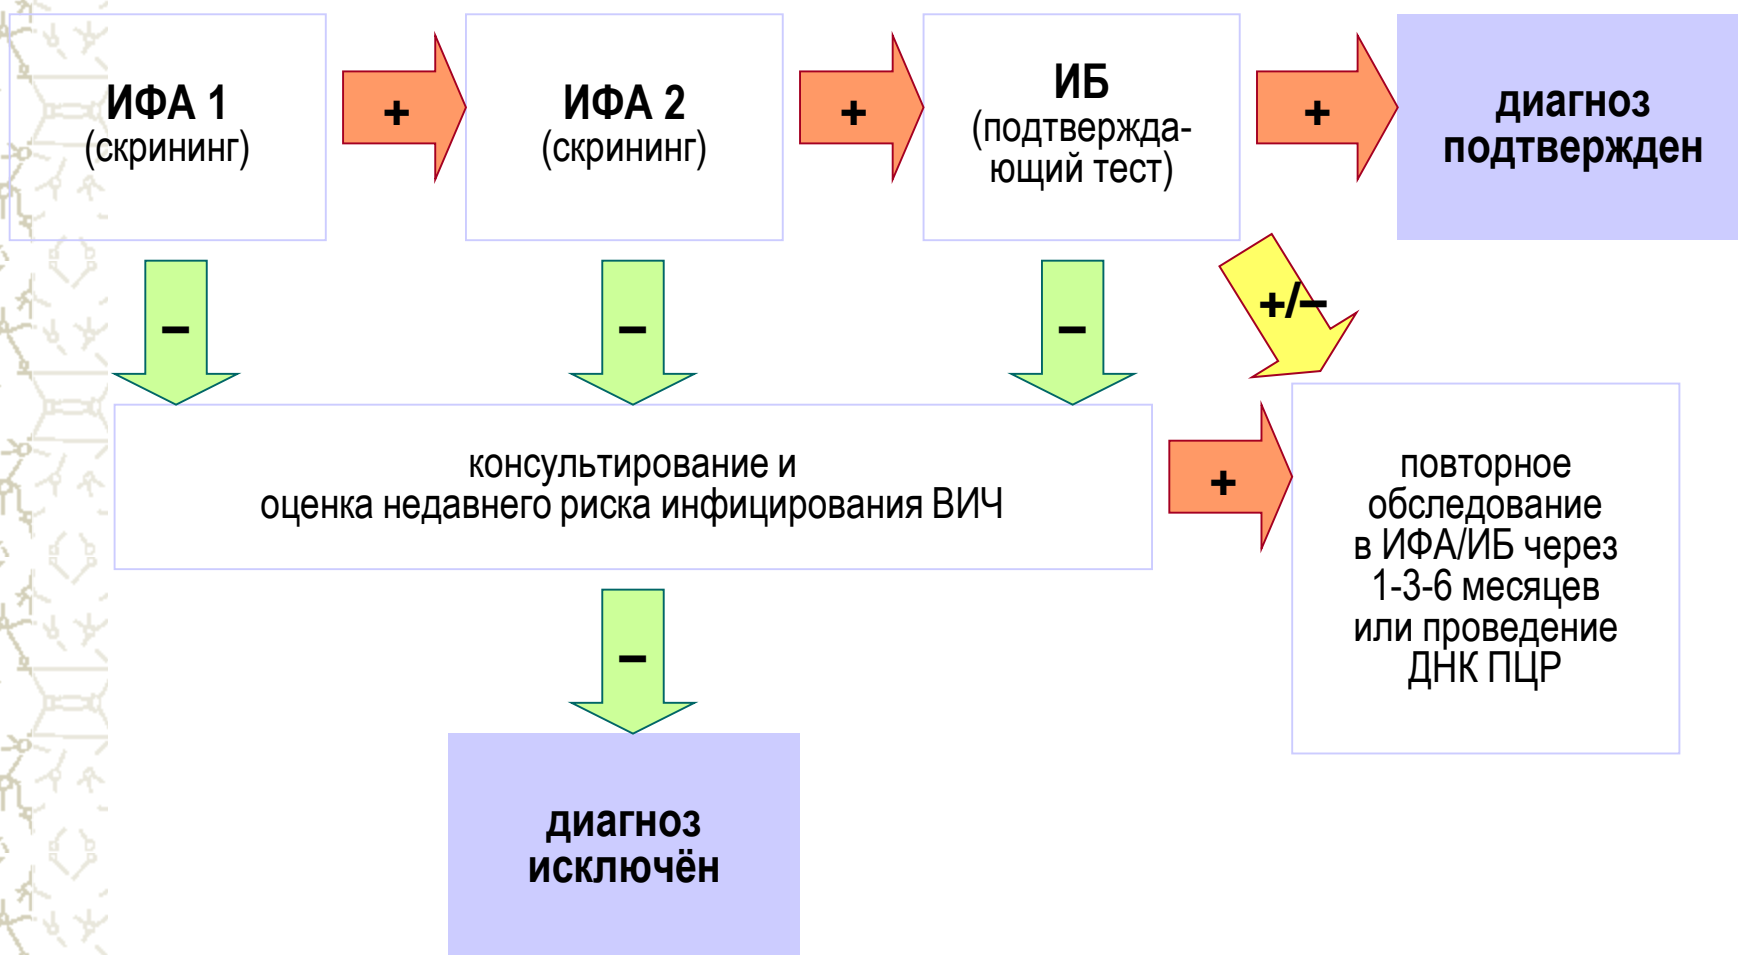 ИФА 1
(скрининг)
+
ИФА 2
(скрининг)
+
ИБ
(подтвержда-
ющий тест)
+
диагноз
подтвержден
–
–
–
+/–
консультирование и
оценка недавнего риска инфицирования ВИЧ
+
повторное
обследование
в ИФА/ИБ через
1-3-6 месяцев
или проведение
ДНК ПЦР
–
диагноз
исключён